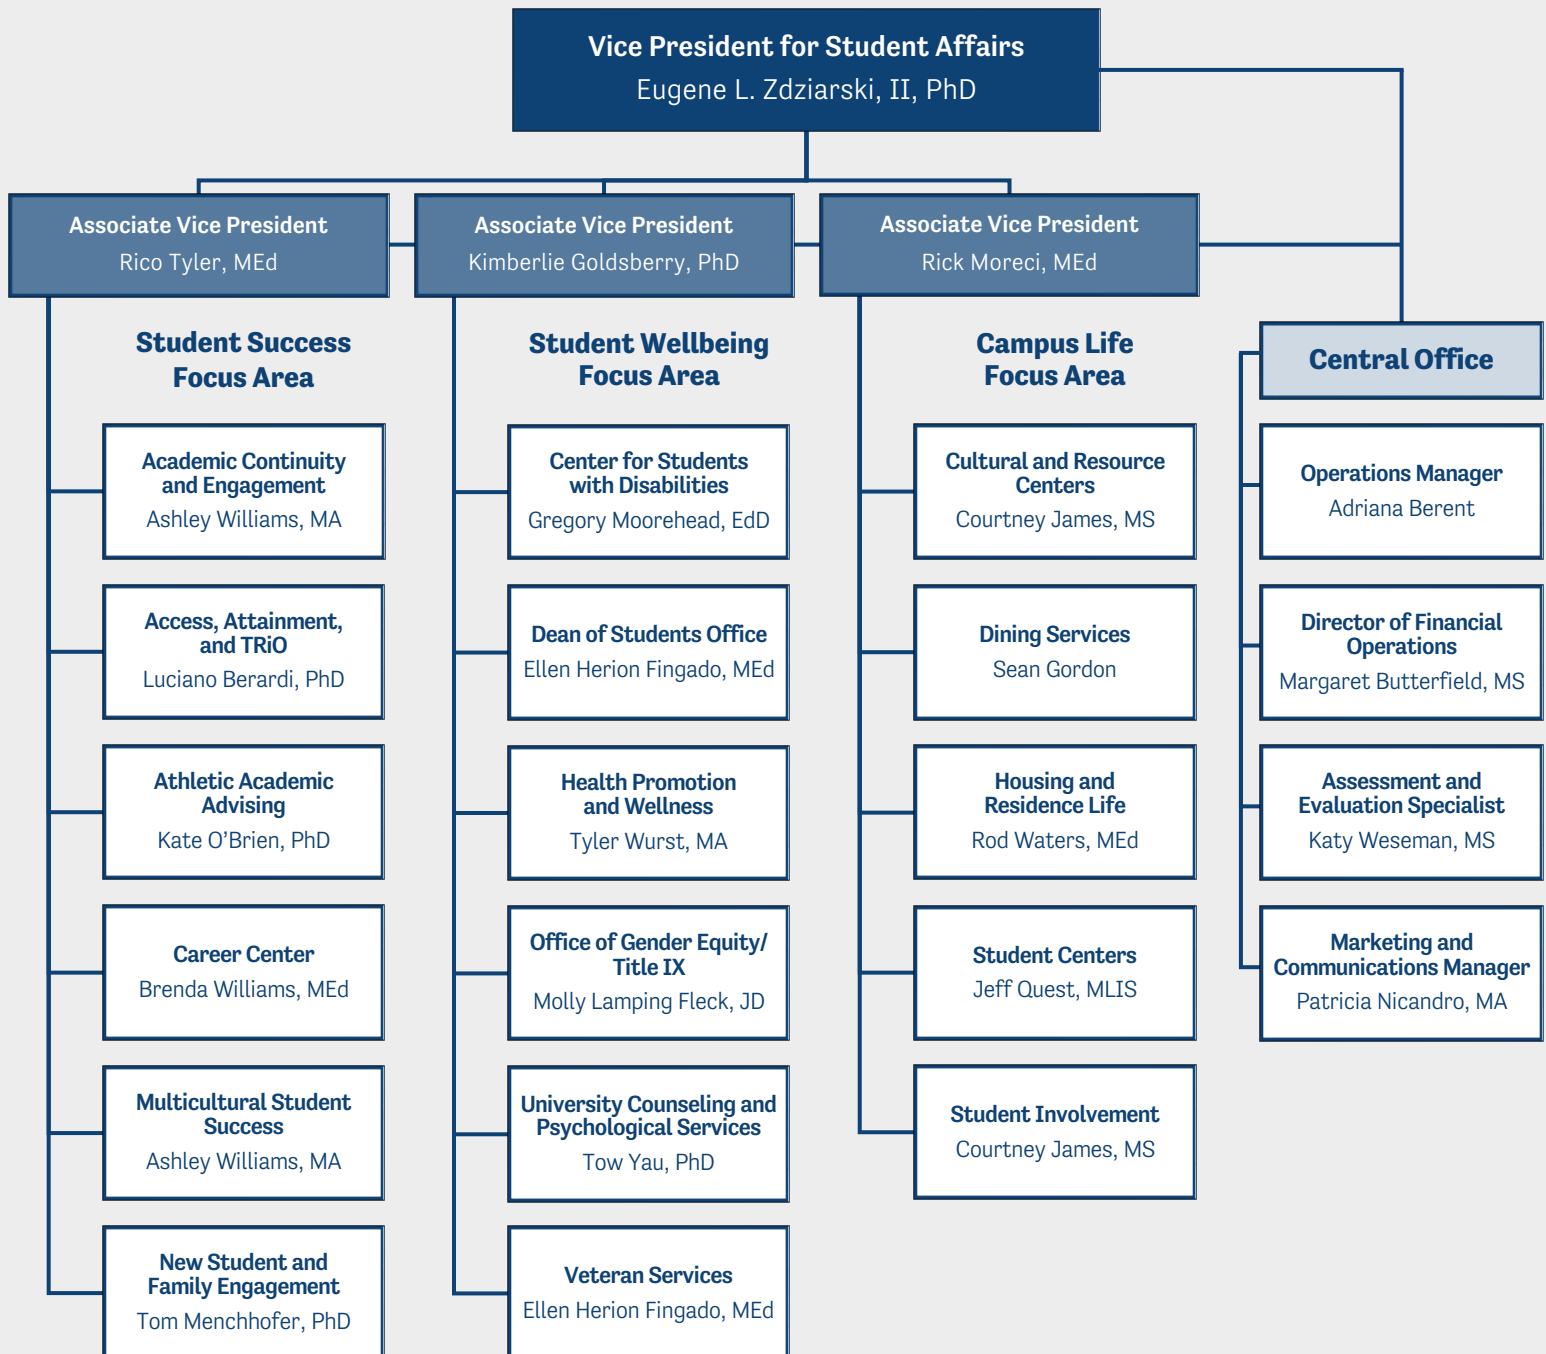 Vice President for Student Affairs
Eugene L. Zdziarski, II, PhD
Associate Vice President
Rico Tyler, MEd
Associate Vice President
Kimberlie Goldsberry, PhD
Associate Vice President
Rick Moreci, MEd
Student Success
Focus Area
Academic Continuity
and Engagement
Ashley Williams, MA
Access, Attainment,
and TRiO
Luciano Berardi, PhD
Athletic Academic
Advising
Kate O’Brien, PhD
Career Center
Brenda Williams, MEd
Multicultural Student
Success
Ashley Williams, MA
New Student and
Family Engagement
Tom Menchhofer, PhD
Student Wellbeing
Focus Area
Center for Students
with Disabilities
Gregory Moorehead, EdD
Dean of Students Office
Ellen Herion Fingado, MEd
Health Promotion
and Wellness
Tyler Wurst, MA
Office of Gender Equity/
Title IX
Molly Lamping Fleck, JD
University Counseling and
Psychological Services
Tow Yau, PhD
Veteran Services
Ellen Herion Fingado, MEd
Campus Life
Focus Area
Cultural and Resource
Centers
Courtney James, MS
Dining Services
Sean Gordon
Housing and
Residence Life
Rod Waters, MEd
Student Centers
Jeff Quest, MLIS
Student Involvement
Courtney James, MS
Central Office
Operations Manager
Adriana Berent
Director of Financial
Operations
Margaret Butterfield, MS
Assessment and
Evaluation Specialist
Katy Weseman, MS
Marketing and
Communications Manager
Patricia Nicandro, MA